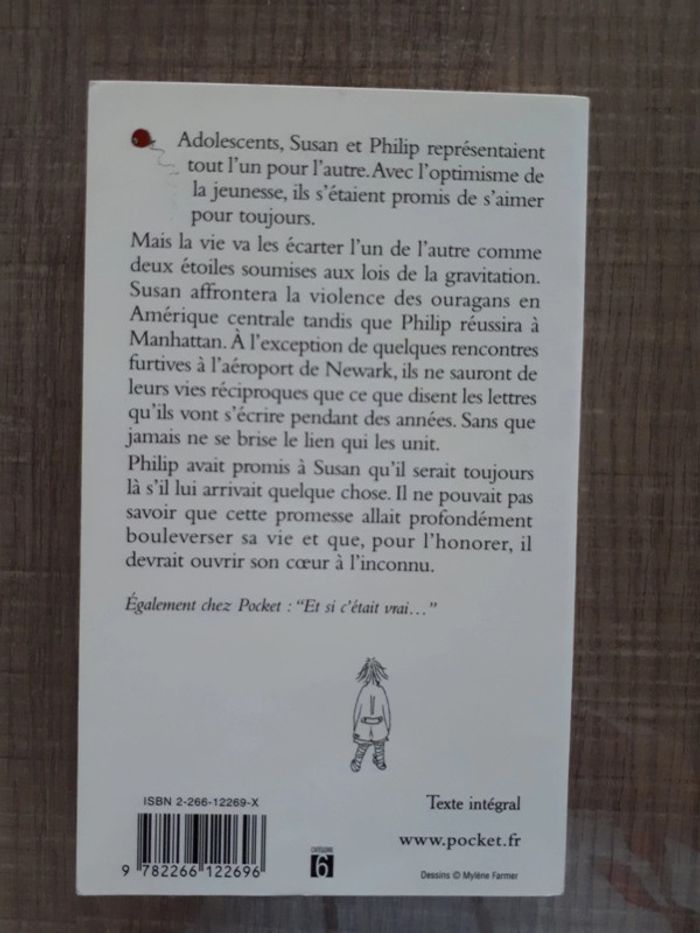 Adolescents, Susan et Philip représentaient
tout l'un pour l'autre. Avec l'optimisme de
la jeunesse, ils s'étaient promis de s'aimer
pour toujours.
Mais la vie va les écarter l'un de l'autre comme
deux étoiles soumises aux lois de la gravitation.
Susan affrontera la violence des ouragans en
Amérique centrale tandis que Philip réussira à
Manhattan. À l'exception de quelques rencontres
furtives à l'aéroport de Newark, ils ne sauront de
leurs vies réciproques que ce que disent les lettres
qu'ils vont s'écrire pendant des années. Sans que
jamais ne se brise le lien qui les unit.
Philip avait promis à Susan qu'il serait toujours
là s'il lui arrivait quelque chose. Il ne pouvait pas
savoir que cette promesse allait profondément
bouleverser sa vie et que, pour l'honorer, il
devrait ouvrir son cœur à l'inconnu.
Également chez Pocket : “Et si c'était vrai...”
ISBN 2-266-12269-X
9 782266 122696
CATÉGORIE
6
Texte intégral
www.pocket.fr
Dessins © Mylène Farmer